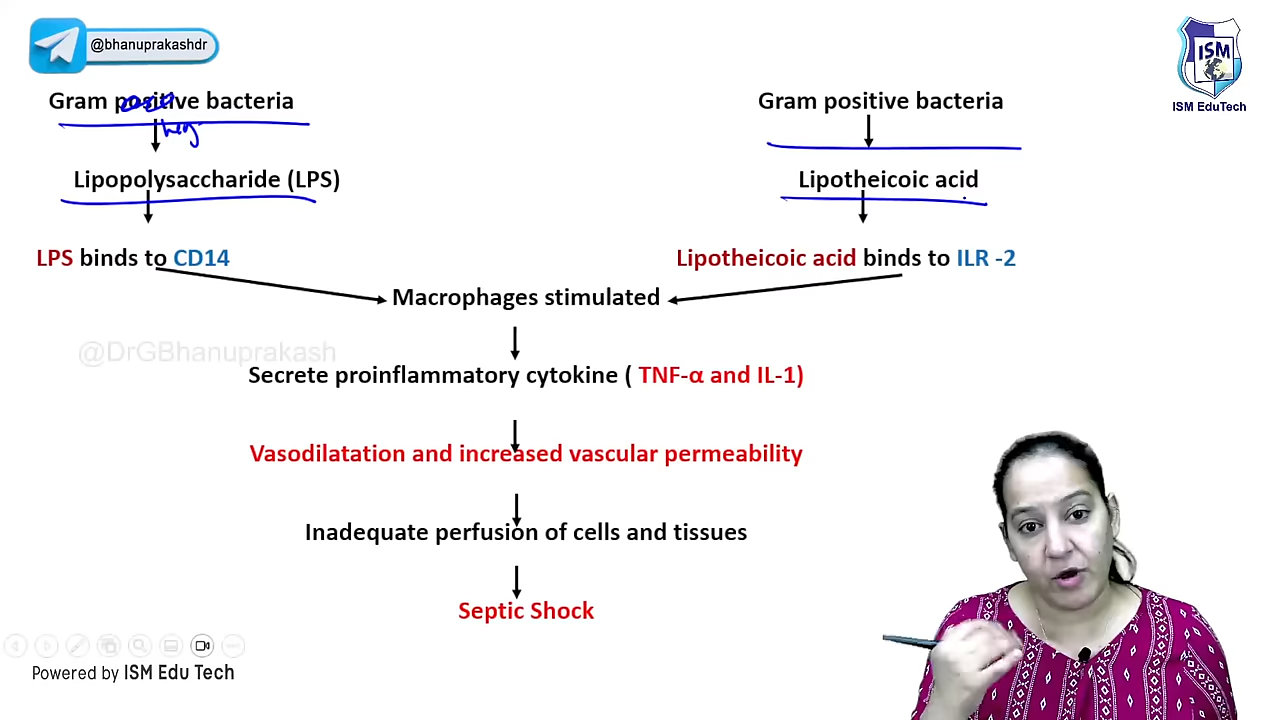 @bhanuprakashdr
ISM
ISM EduTech
Gram positive bacteria
neg
Lipopolysaccharide (LPS)
LPS binds to CD14
Gram positive bacteria
Lipotheicoic acid
Lipotheicoic acid binds to ILR -2
Macrophages stimulated
@DrGBhanuprakash
Secrete proinflammatory cytokine ( TNF-α and IL-1)
Vasodilatation and increased vascular permeability
Inadequate perfusion of cells and tissues
Septic Shock
Powered by ISM Edu Tech